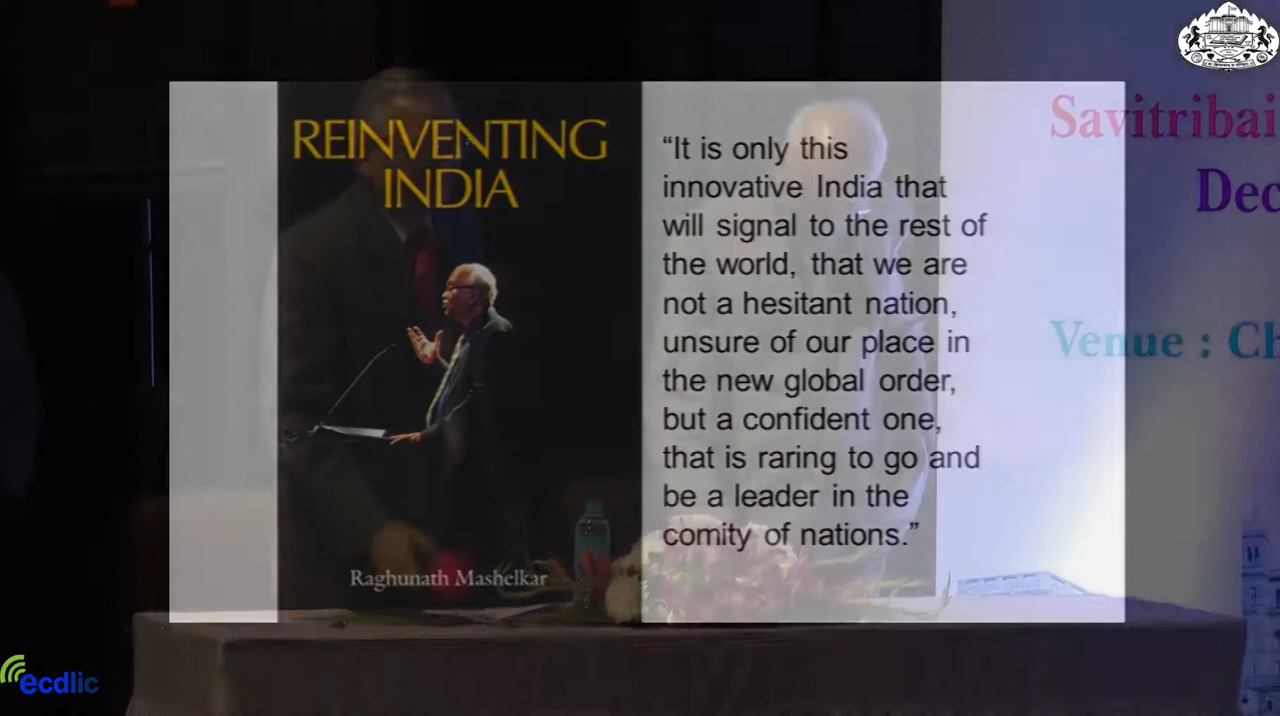 Savitribai
Dec
Venue : Ch
REINVENTING
INDIA
Raghunath Mashelkar
“It is only this
innovative India that
will signal to the rest of
the world, that we are
not a hesitant nation,
unsure of our place in
the new global order,
but a confident one,
that is raring to go and
be a leader in the
comity of nations.”
ecdlic